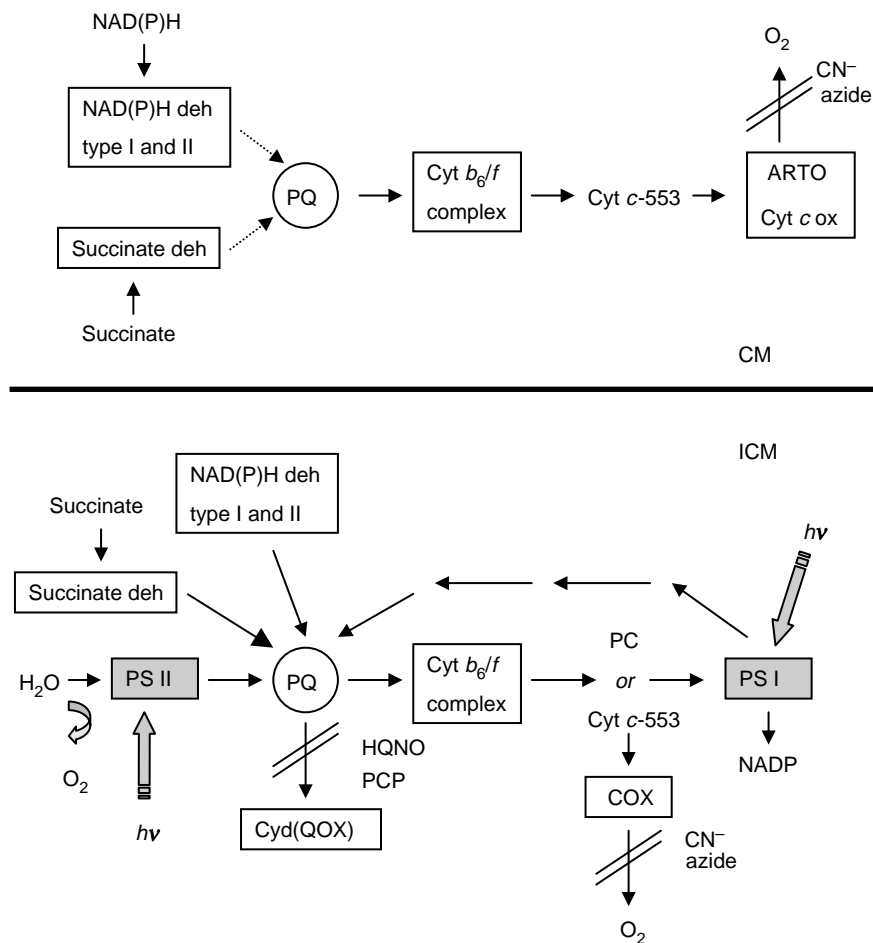 NAD(P)H
O₂
CN⁻
azide
NAD(P)H deh
type I and II
PQ
Cyt b₆/f
complex
Cyt c-553
ARTO
Cyt c ox
Succinate deh
Succinate
CM
ICM
NAD(P)H deh
type I and II
Succinate
hν
Succinate deh
H₂O
PS II
PQ
Cyt b₆/f
complex
PC
or
Cyt c-553
PS I
O₂
HQNO
PCP
NADP
hν
Cyd(QOX)
COX
CN⁻
azide
O₂